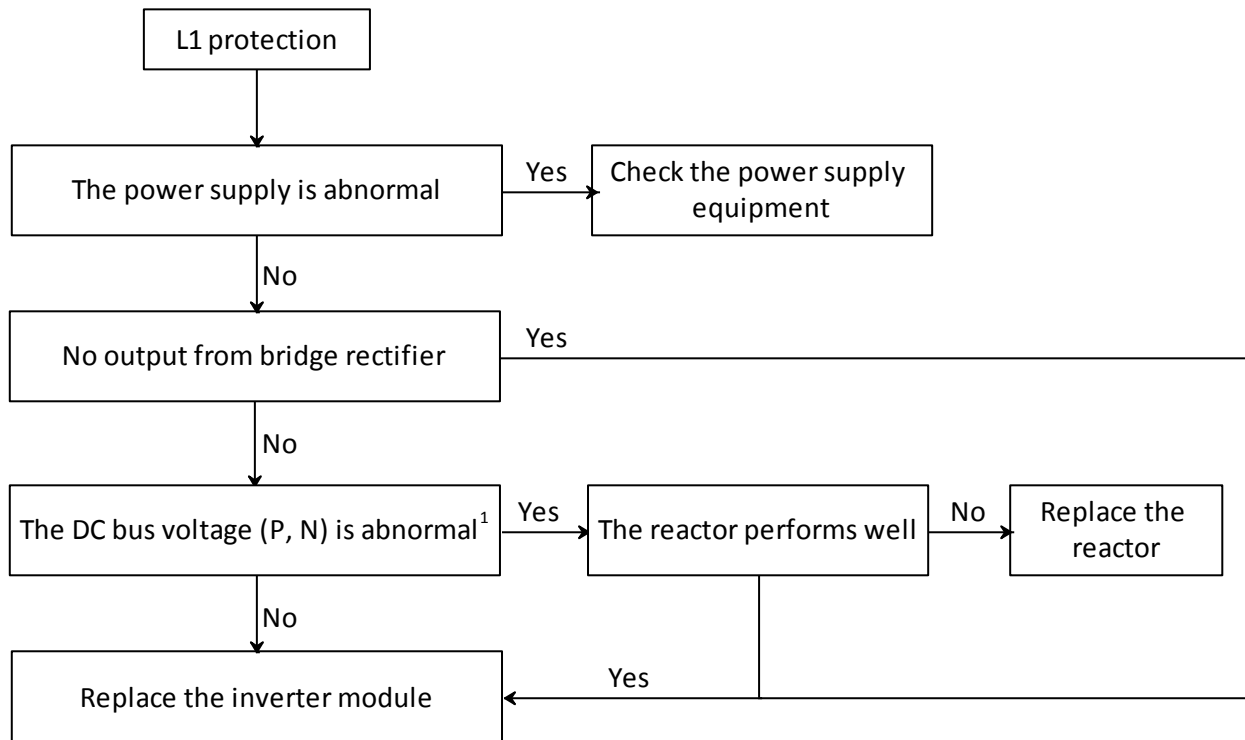 L1 protection
The power supply is abnormal
Yes
Check the power supply
equipment
No
No output from bridge rectifier
Yes
No
The DC bus voltage (P, N) is abnormal1
Yes
The reactor performs well
No
Replace the
reactor
No
Replace the inverter module
Yes